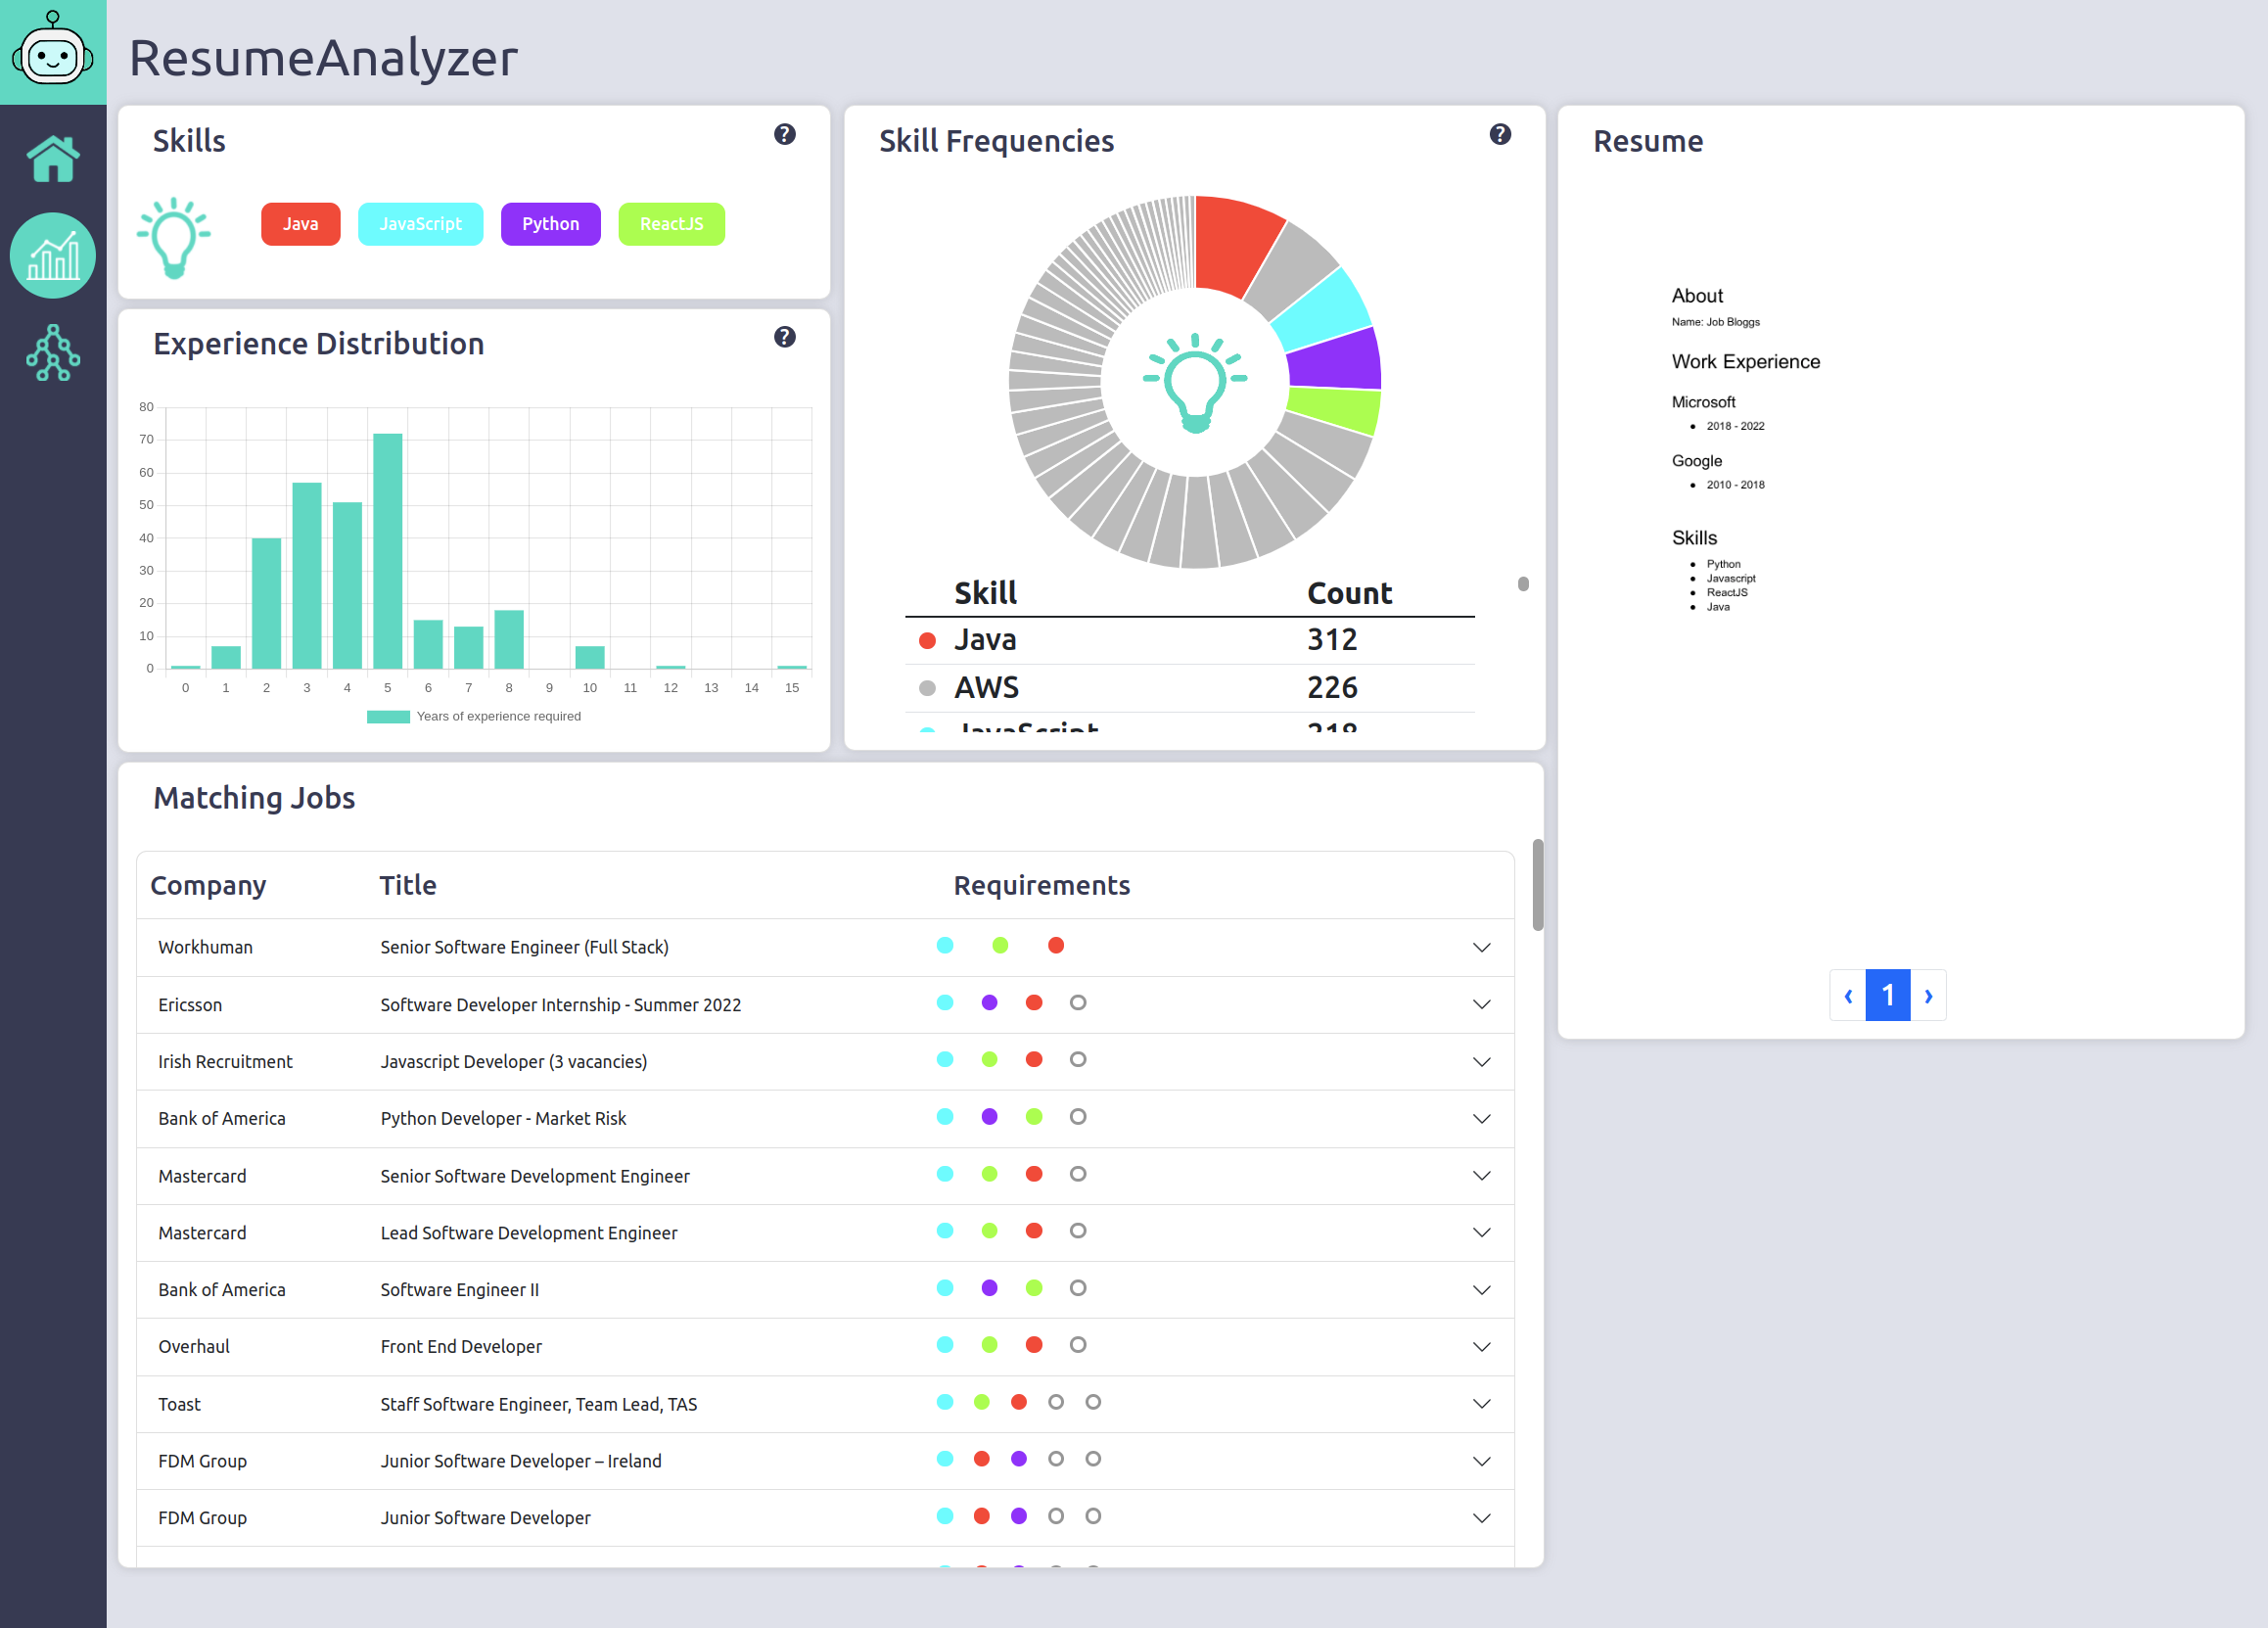 ResumeAnalyzer
Skills
?
Java JavaScript Python ReactJS
Experience Distribution
?
80
70
60
50
40
30
20
10
0
0 1 2 3 4 5 6 7 8 9 10 11 12 13 14 15
Years of experience required
Skill Frequencies
?
Skill Count
Java 312
AWS 226
JavaScript 218
Resume
About
Name: Job Bloggs
Work Experience
Microsoft
• 2018 - 2022
Google
• 2010 - 2018
Skills
• Python
• Javascript
• ReactJS
• Java
‹ 1 ›
Matching Jobs
Company Title Requirements
Workhuman Senior Software Engineer (Full Stack)
Ericsson Software Developer Internship - Summer 2022
Irish Recruitment Javascript Developer (3 vacancies)
Bank of America Python Developer - Market Risk
Mastercard Senior Software Development Engineer
Mastercard Lead Software Development Engineer
Bank of America Software Engineer II
Overhaul Front End Developer
Toast Staff Software Engineer, Team Lead, TAS
FDM Group Junior Software Developer – Ireland
FDM Group Junior Software Developer